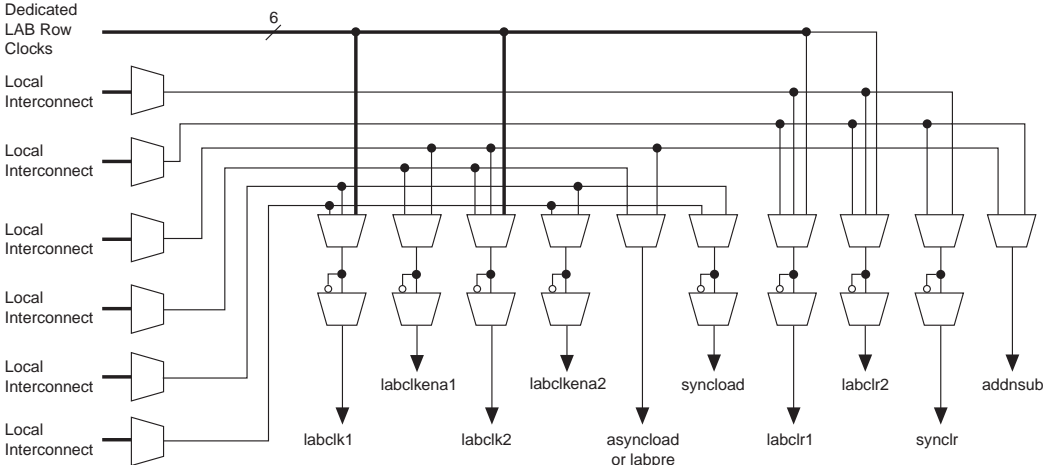 Dedicated
LAB Row
Clocks
6
Local
Interconnect
Local
Interconnect
Local
Interconnect
Local
Interconnect
Local
Interconnect
Local
Interconnect
labclkena1
labclkena2
syncload
labclr2
addnsub
labclk1
labclk2
asyncload
or labpre
labclr1
synclr